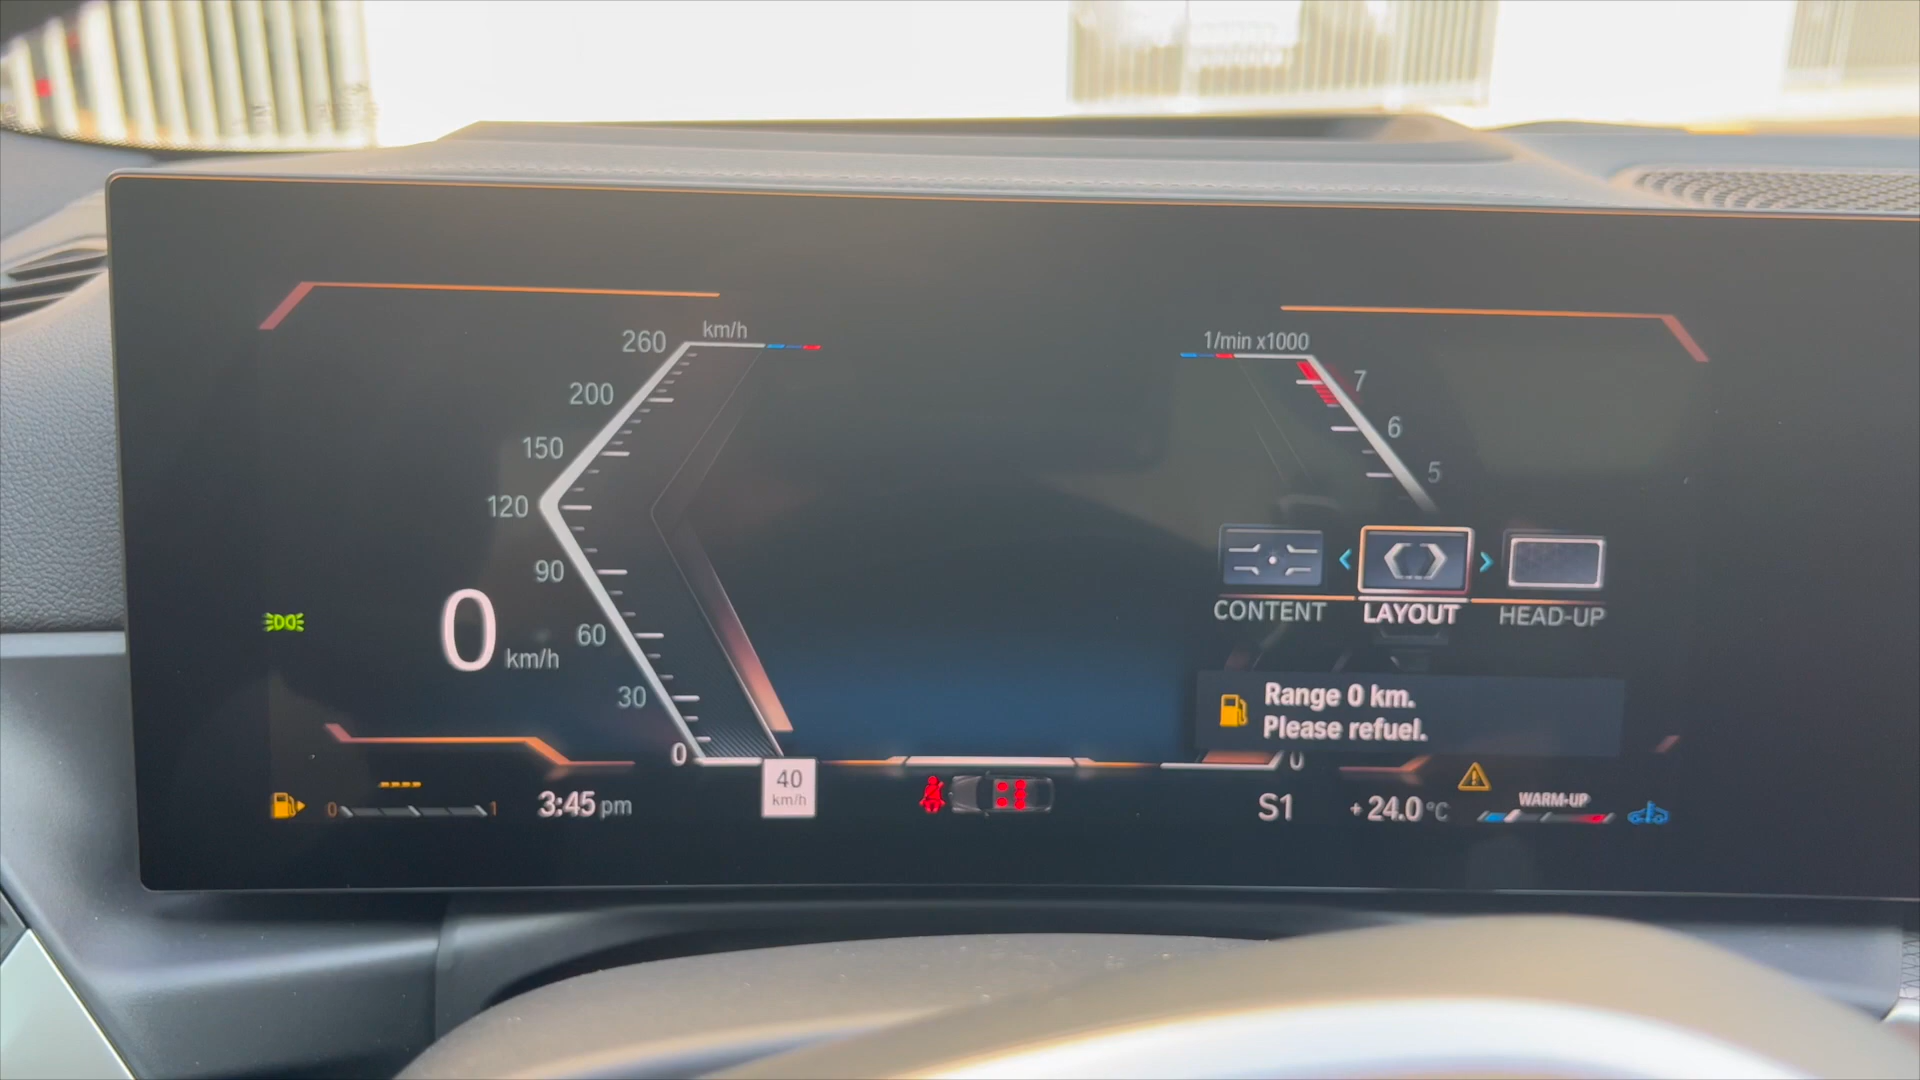 260
km/h
200
150
120
90
60
30
0
0
km/h
1/min x1000
7
6
5
CONTENT
LAYOUT
HEAD-UP
Range 0 km.
Please refuel.
0
0
1
3:45 pm
40
km/h
S1
+24.0 °C
WARM-UP